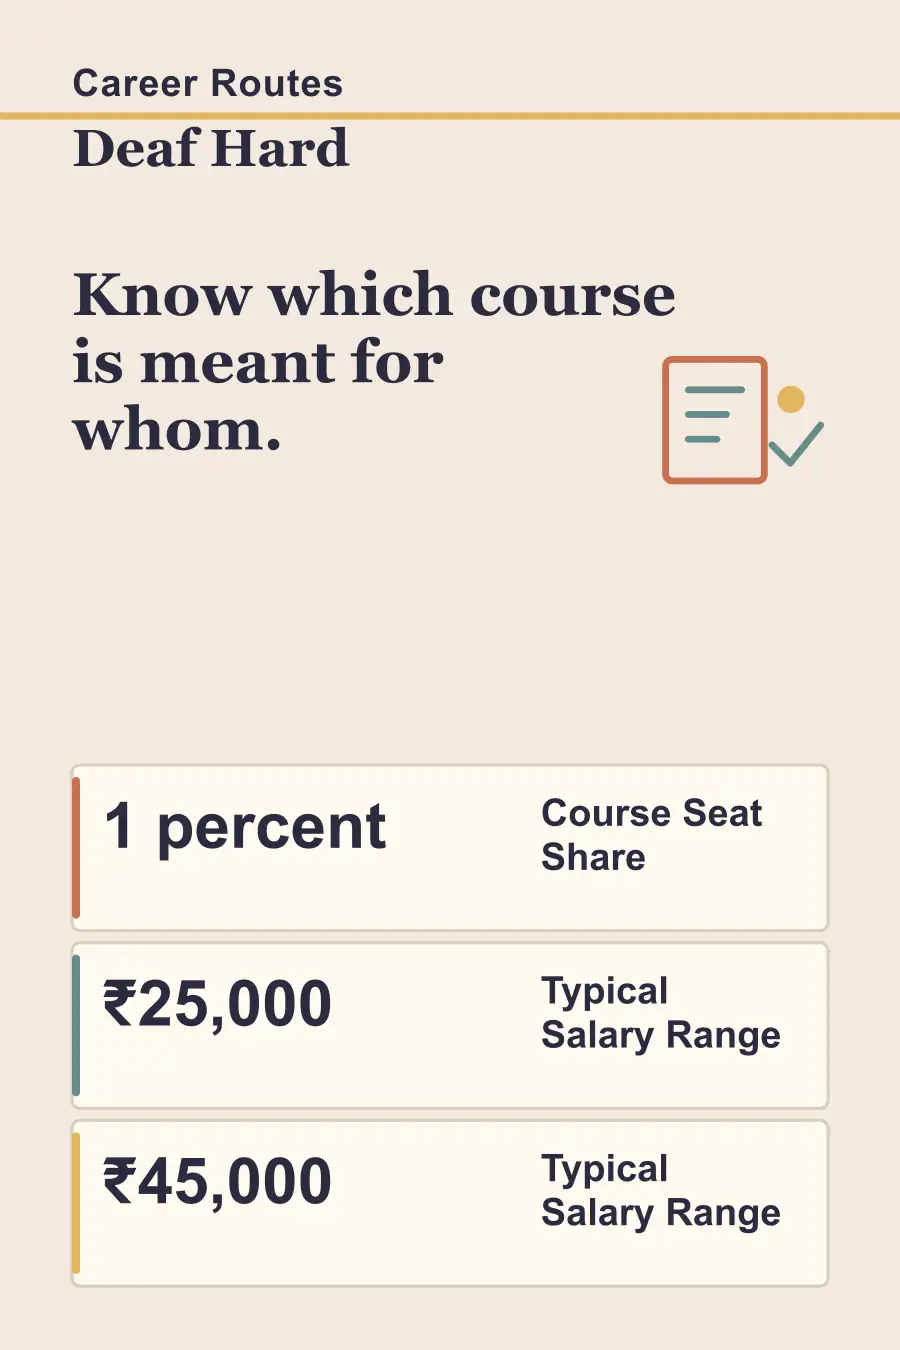 Career Routes
Deaf Hard
Know which course
is meant for
whom.
1 percent
Course Seat
Share
₹25,000
Typical
Salary Range
₹45,000
Typical
Salary Range